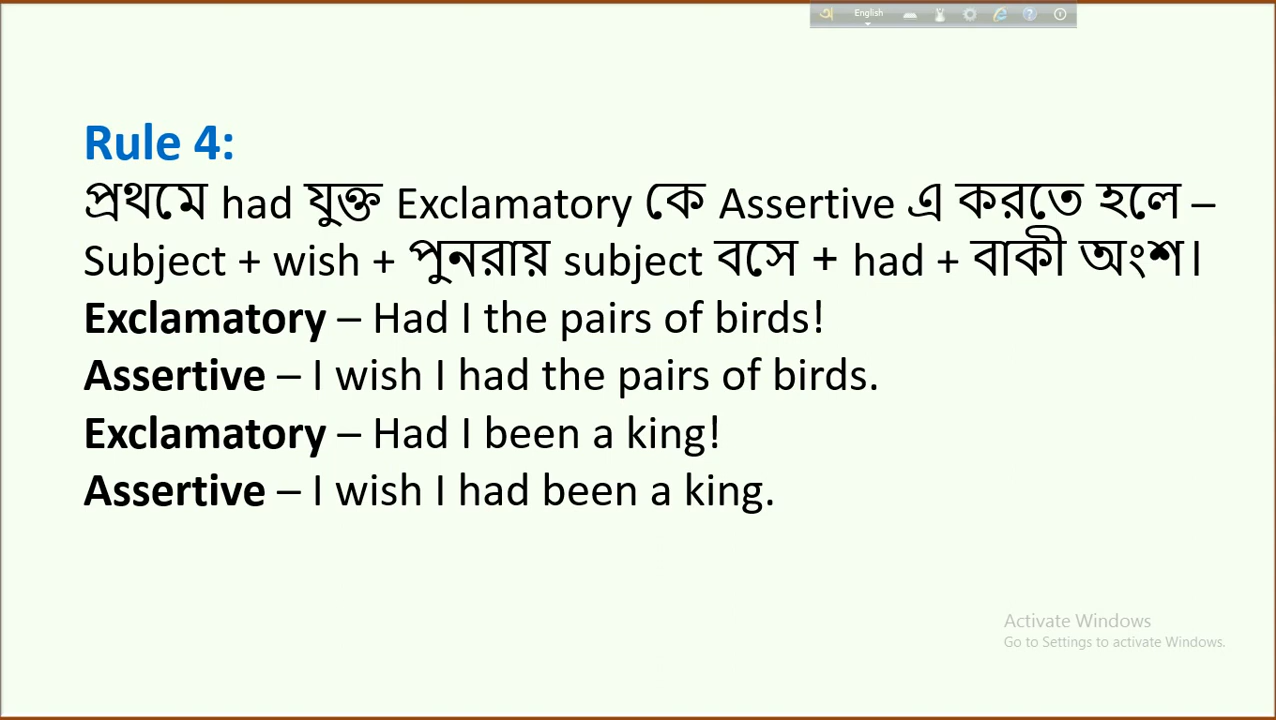 অ English
Rule 4:
প্রথমে had যুক্ত Exclamatory কে Assertive এ করতে হলে –
Subject + wish + পুনরায় subject বসে + had + বাকী অংশ।
Exclamatory – Had I the pairs of birds!
Assertive – I wish I had the pairs of birds.
Exclamatory – Had I been a king!
Assertive – I wish I had been a king.
Activate Windows
Go to Settings to activate Windows.